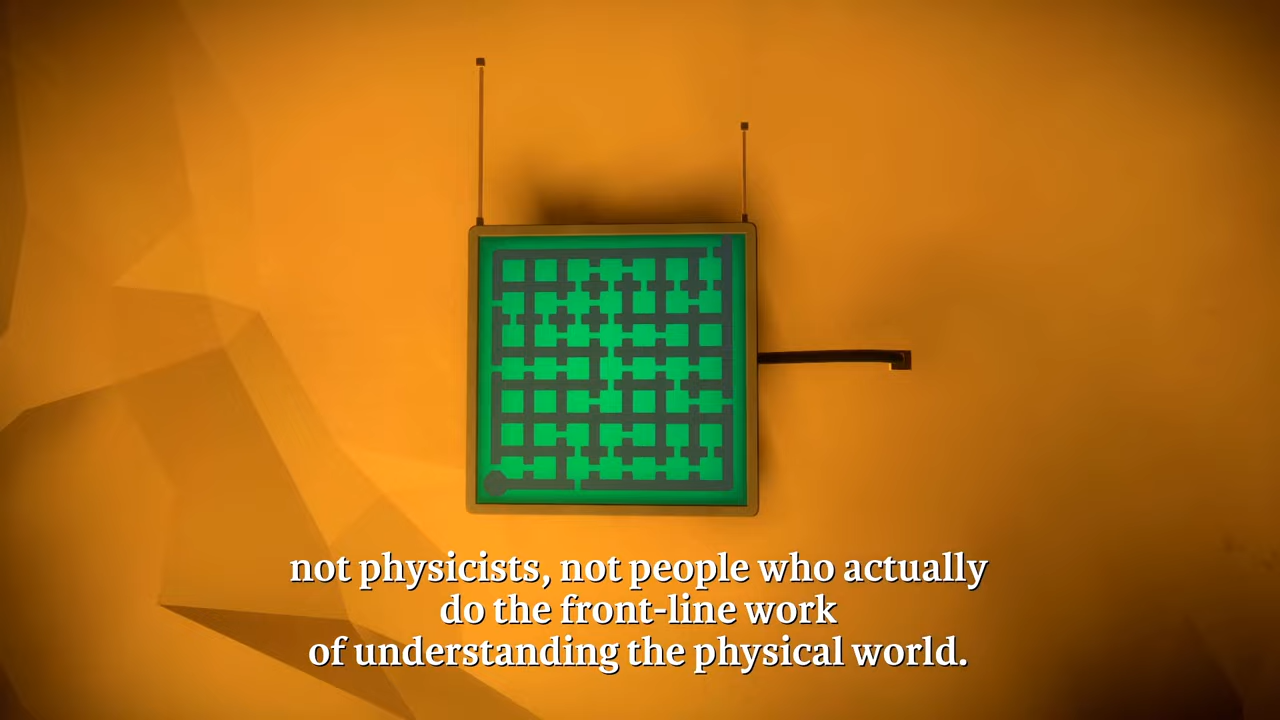 not physicists, not people who actually
do the front-line work
of understanding the physical world.